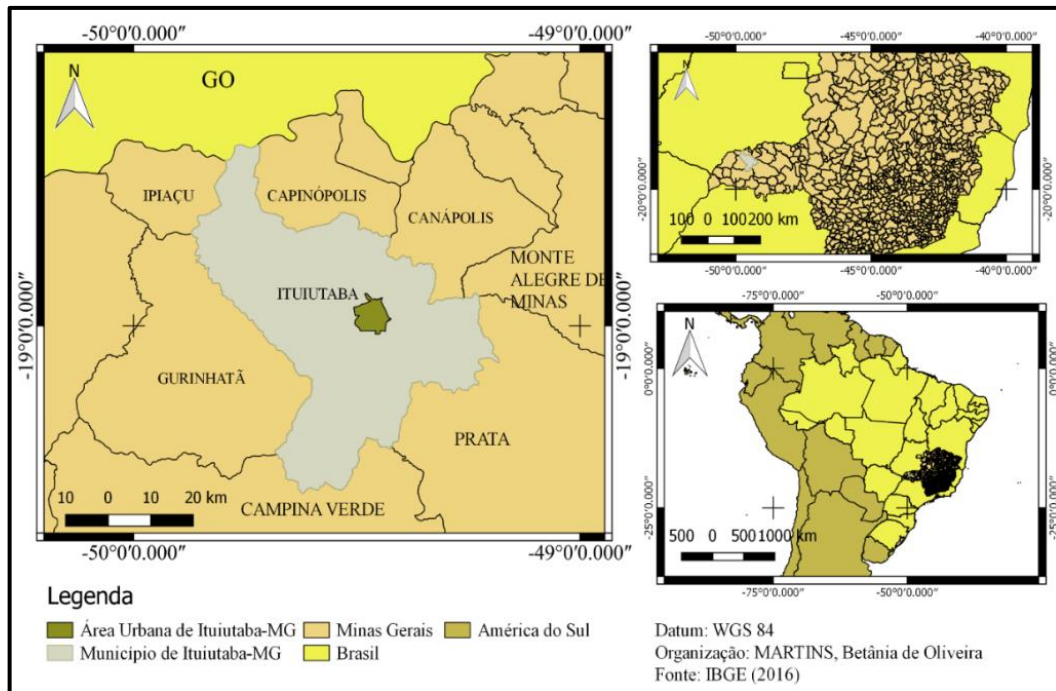 -50°0'0.000"
-49°0'0.000"
N
GO
IPIAÇU
CAPINÓPOLIS
CANÁPOLIS
MONTE
ALEGRE DE
MINAS
ITUIUTABA
-19°0'0.000"
-19°0'0.000"
GURINHATÃ
PRATA
CAMPINA VERDE
10 0 10 20 km
-50°0'0.000"
-49°0'0.000"
-50°0'0.000"
-45°0'0.000"
-40°0'0.000"
N
-20°0'0.000"
-20°0'0.000"
100 0 100 200 km
-50°0'0.000"
-45°0'0.000"
-40°0'0.000"
-75°0'0.000"
-50°0'0.000"
N
0°0'0.000"
0°0'0.000"
-25°0'0.000"
-25°0'0.000"
500 0 500 1000 km
-75°0'0.000"
-50°0'0.000"
Legenda
Área Urbana de Ituiutaba-MG
Minas Gerais
América do Sul
Município de Ituiutaba-MG
Brasil
Datum: WGS 84
Organização: MARTINS, Betânia de Oliveira
Fonte: IBGE (2016)